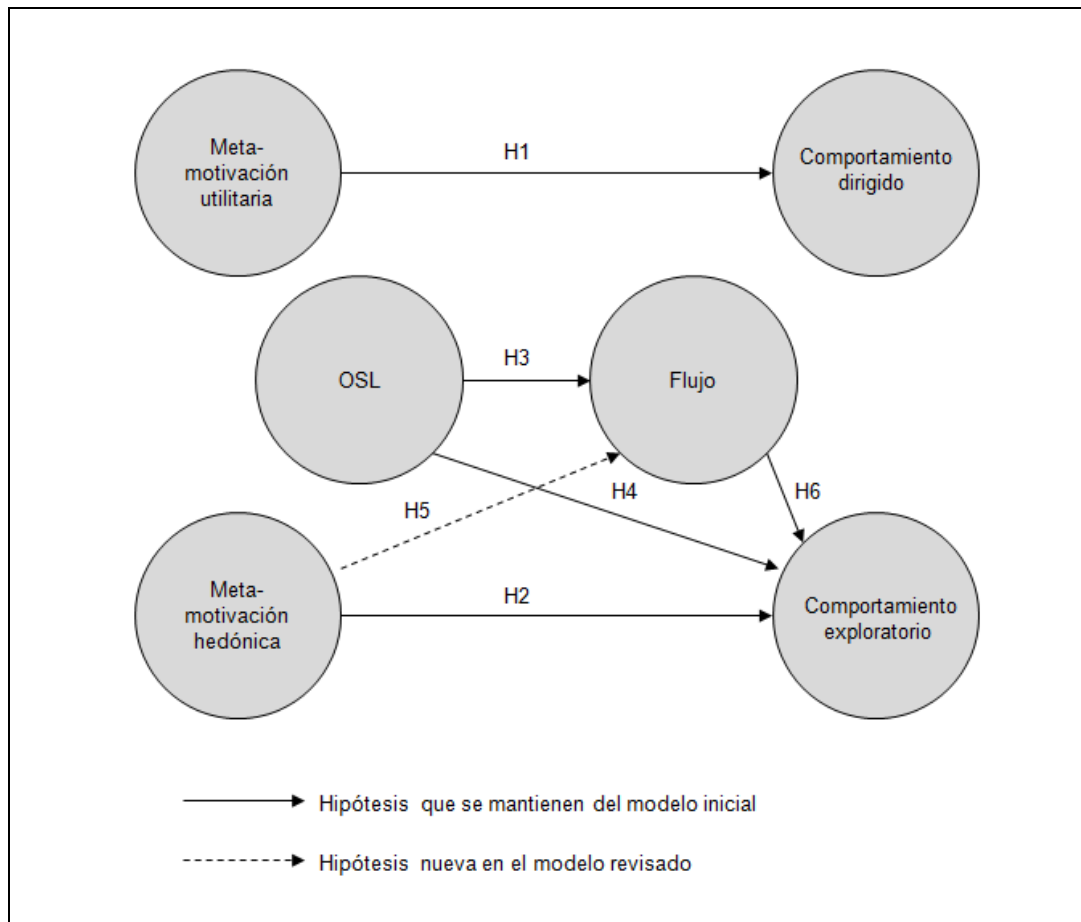 Meta-
motivación
utilitaria
H1
Comportamiento
dirigido
OSL
H3
Flujo
H5
H4
H6
Meta-
motivación
hedónica
H2
Comportamiento
exploratorio
Hipótesis que se mantienen del modelo inicial
Hipótesis nueva en el modelo revisado